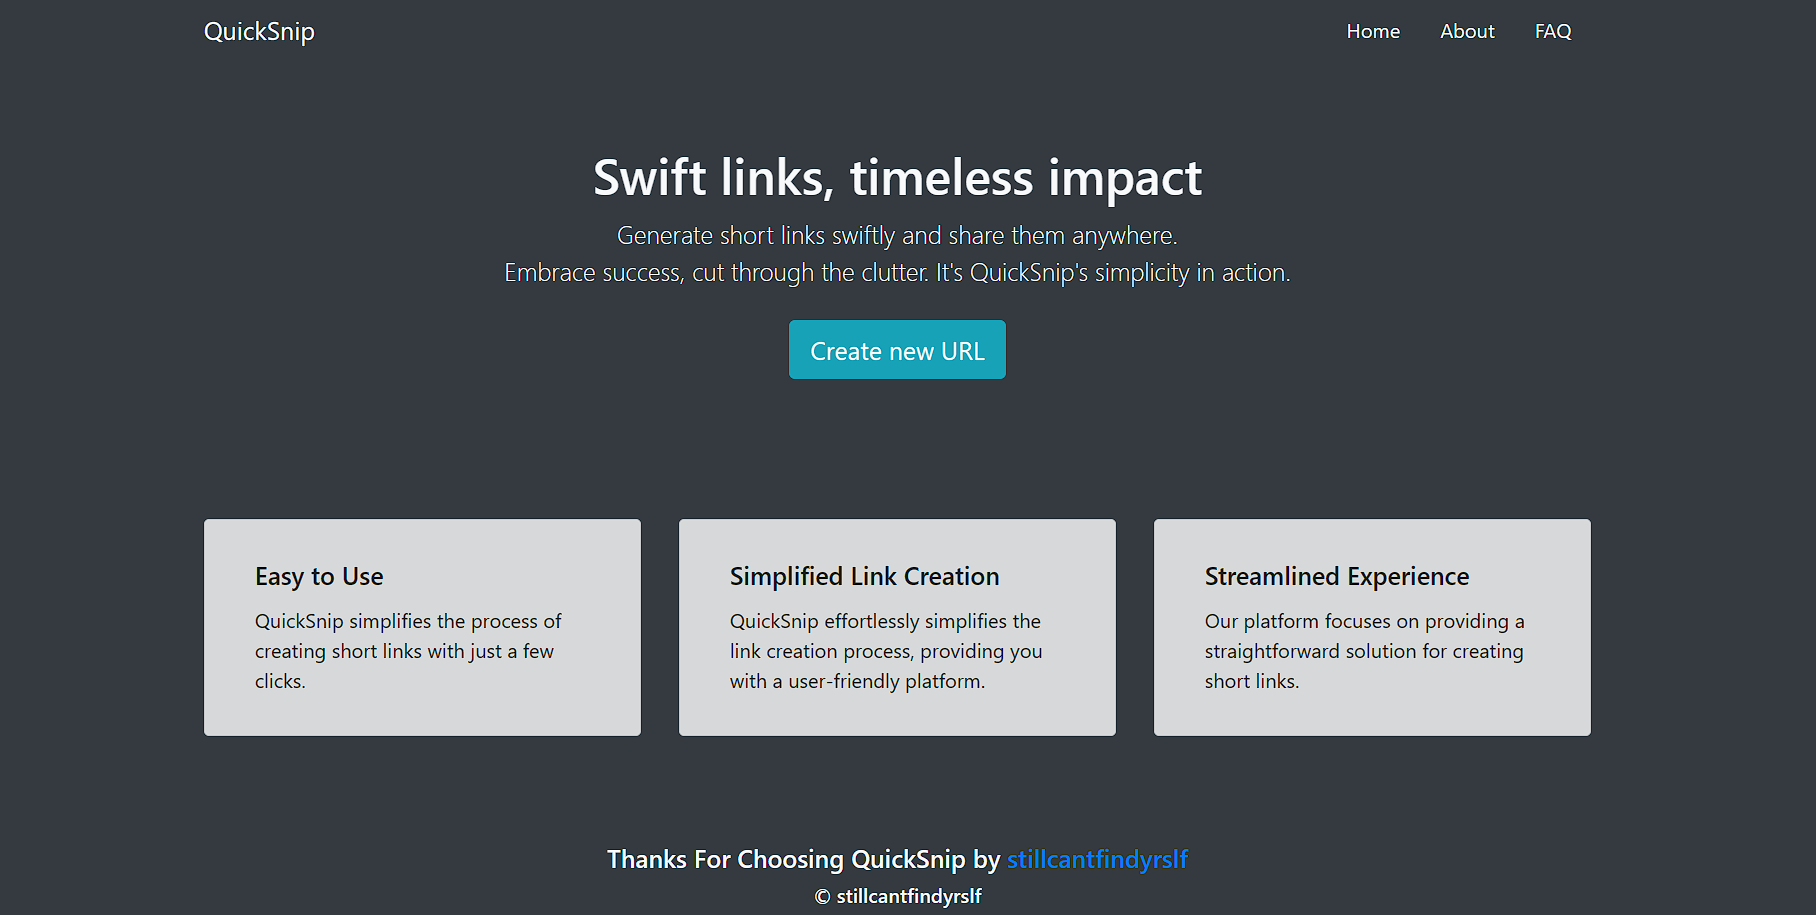 QuickSnip
Home About FAQ
Swift links, timeless impact
Generate short links swiftly and share them anywhere.
Embrace success, cut through the clutter. It's QuickSnip's simplicity in action.
Create new URL
Easy to Use
QuickSnip simplifies the process of
creating short links with just a few
clicks.
Simplified Link Creation
QuickSnip effortlessly simplifies the
link creation process, providing you
with a user-friendly platform.
Streamlined Experience
Our platform focuses on providing a
straightforward solution for creating
short links.
Thanks For Choosing QuickSnip by stillcantfindyrslf
© stillcantfindyrslf